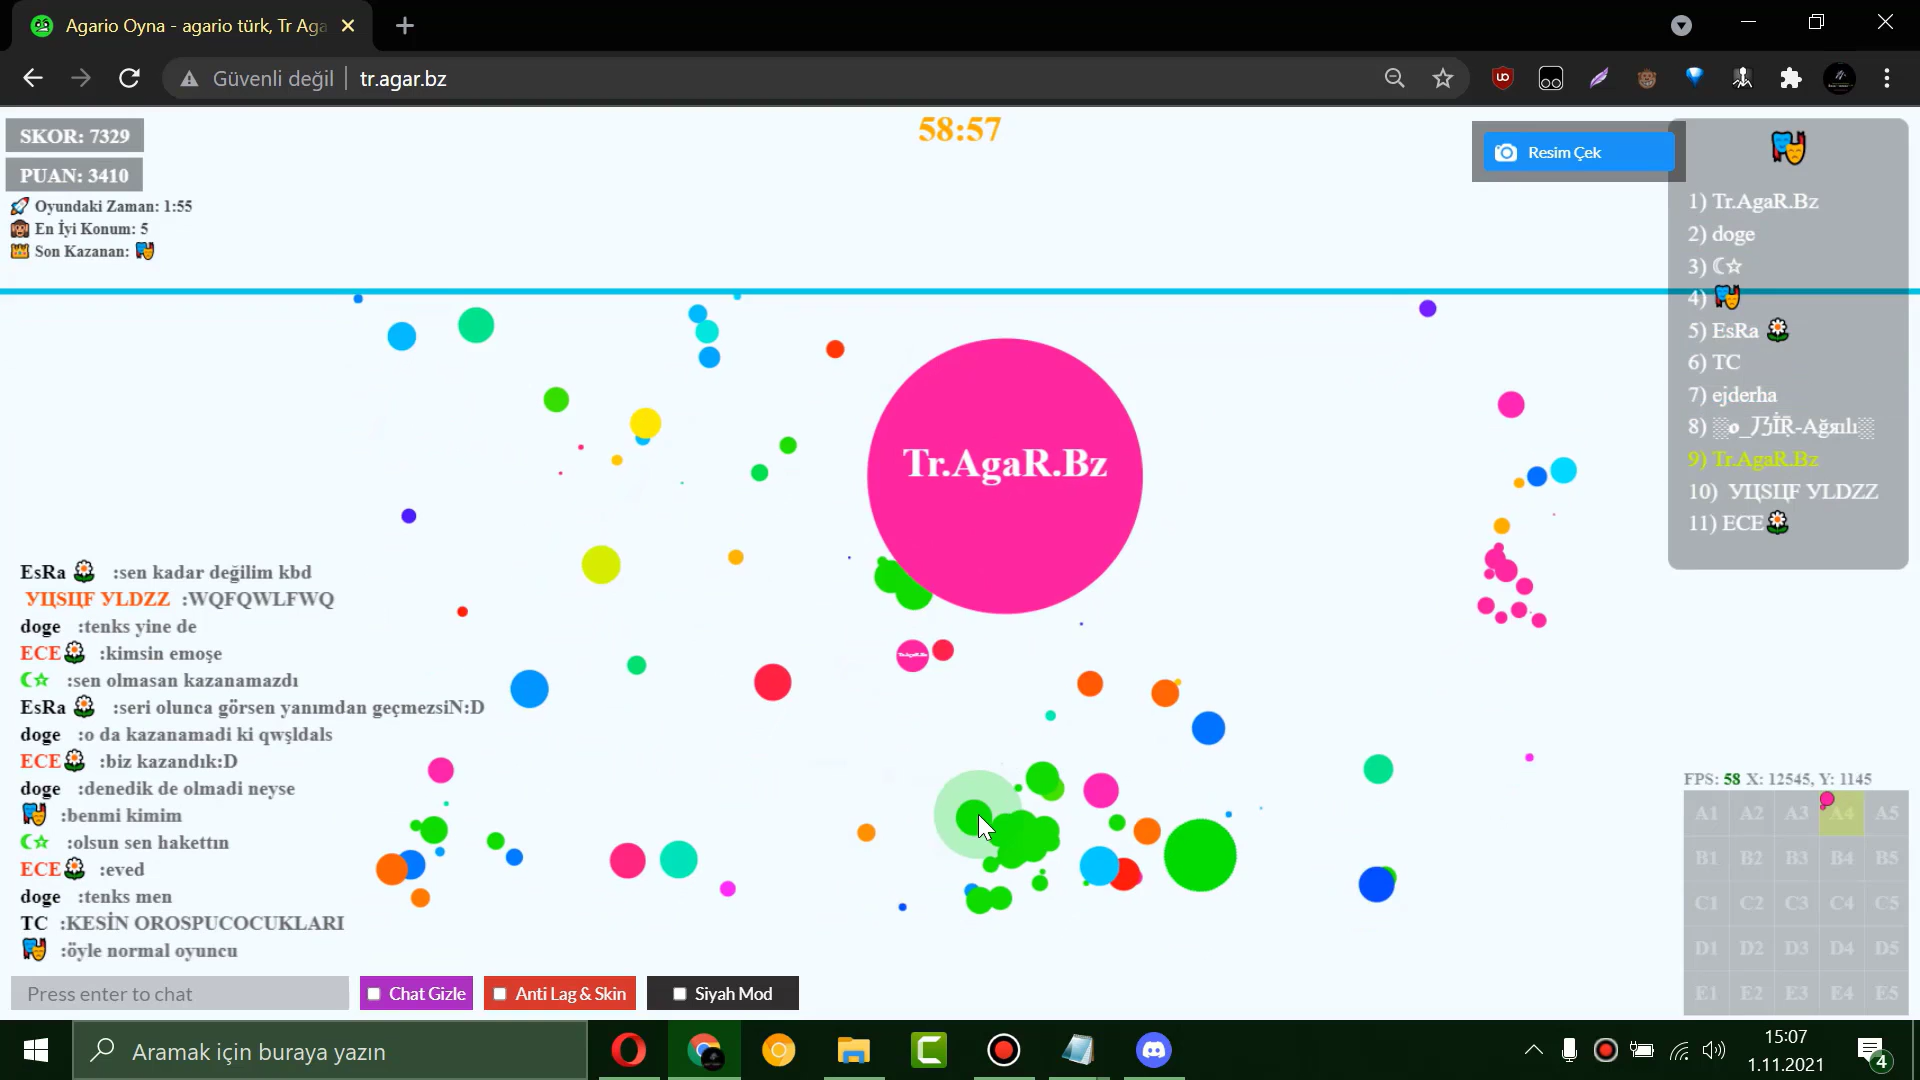 Agario Oyna - agario türk, Tr Aga
Güvenli değil
tr.agar.bz
SKOR: 7329
PUAN: 3410
Oyundaki Zaman: 1:55
En İyi Konum: 5
Son Kazanan: 🎭
58:57
Resim Çek
🎭
1) Tr.AgaR.Bz
2) doge
3) ☾☆
4) 🎭
5) EsRa 🌼
6) TC
7) ejderha
9) Tr.AgaR.Bz
10) УЦSЦҒ УLDZZ
11) ECE🌼
Tr.AgaR.Bz
Tr.AgaR.Bz
EsRa 🌼 :sen kadar değilim kbd
УЦSЦҒ УLDZZ :WQFQWLFWQ
doge :tenks yine de
ECE🌼 :kimsin emoşe
☾☆ :sen olmasan kazanamazdı
EsRa 🌼 :seri olunca görsen yanımdan geçmezsiN:D
doge :o da kazanamadi ki qwşldals
ECE🌼 :biz kazandık:D
doge :denedik de olmadi neyse
🎭 :benmi kimim
☾☆ :olsun sen hakettın
ECE🌼 :eved
doge :tenks men
TC :KESİN OROSPUCOCUKLARI
🎭 :öyle normal oyuncu
Press enter to chat
Chat Gizle
Anti Lag & Skin
Siyah Mod
FPS: 58 X: 12545, Y: 1145
A1 A2 A3 A4 A5
B1 B2 B3 B4 B5
C1 C2 C3 C4 C5
D1 D2 D3 D4 D5
E1 E2 E3 E4 E5
Aramak için buraya yazın
15:07
1.11.2021
4